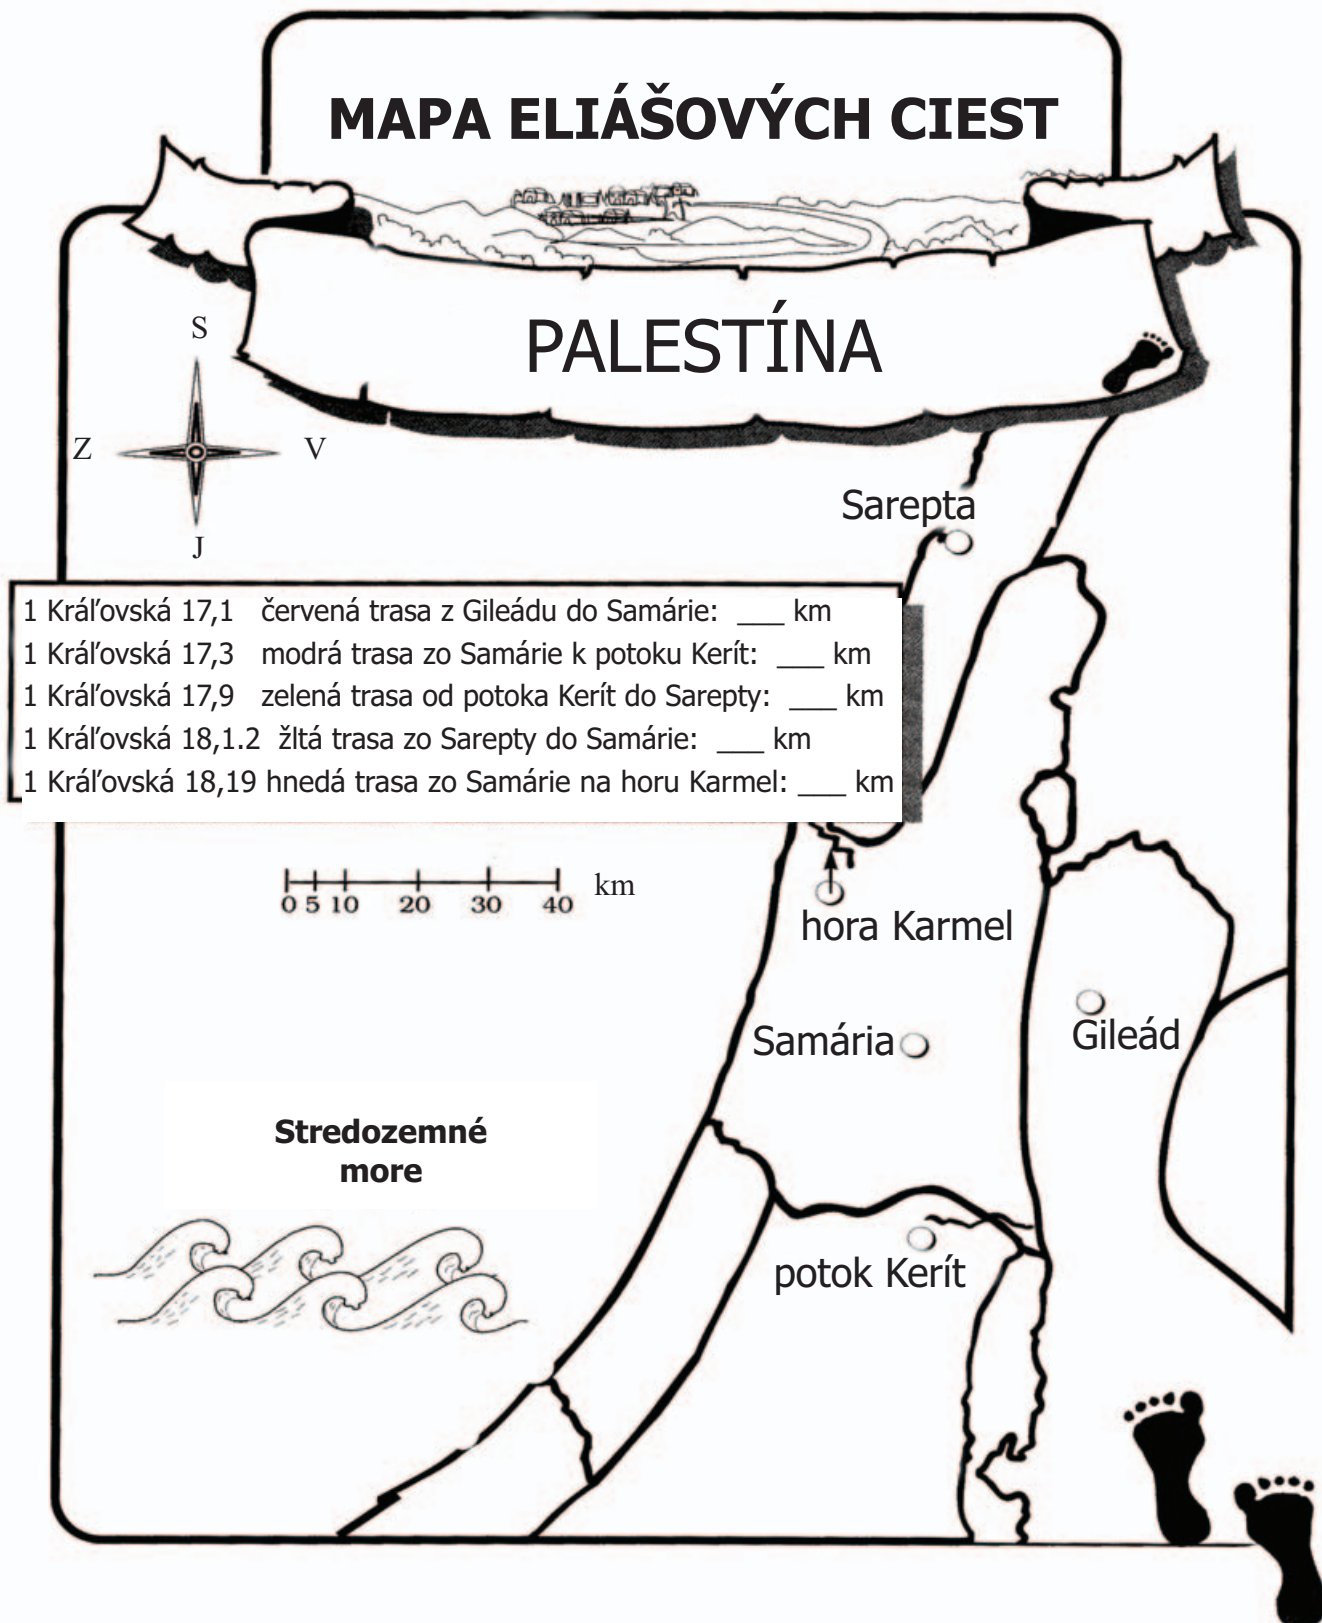 MAPA ELIÁŠOVÝCH CIEST
PALESTÍNA
S
Z V
J
Sarepta
1 Kráľovská 17,1 červená trasa z Gileádu do Samárie: ___ km
1 Kráľovská 17,3 modrá trasa zo Samárie k potoku Kerít: ___ km
1 Kráľovská 17,9 zelená trasa od potoka Kerít do Sarepty: ___ km
1 Kráľovská 18,1.2 žltá trasa zo Sarepty do Samárie: ___ km
1 Kráľovská 18,19 hnedá trasa zo Samárie na horu Karmel: ___ km
km
0 5 10 20 30 40
hora Karmel
Samária
Gileád
Stredozemné
more
potok Kerít